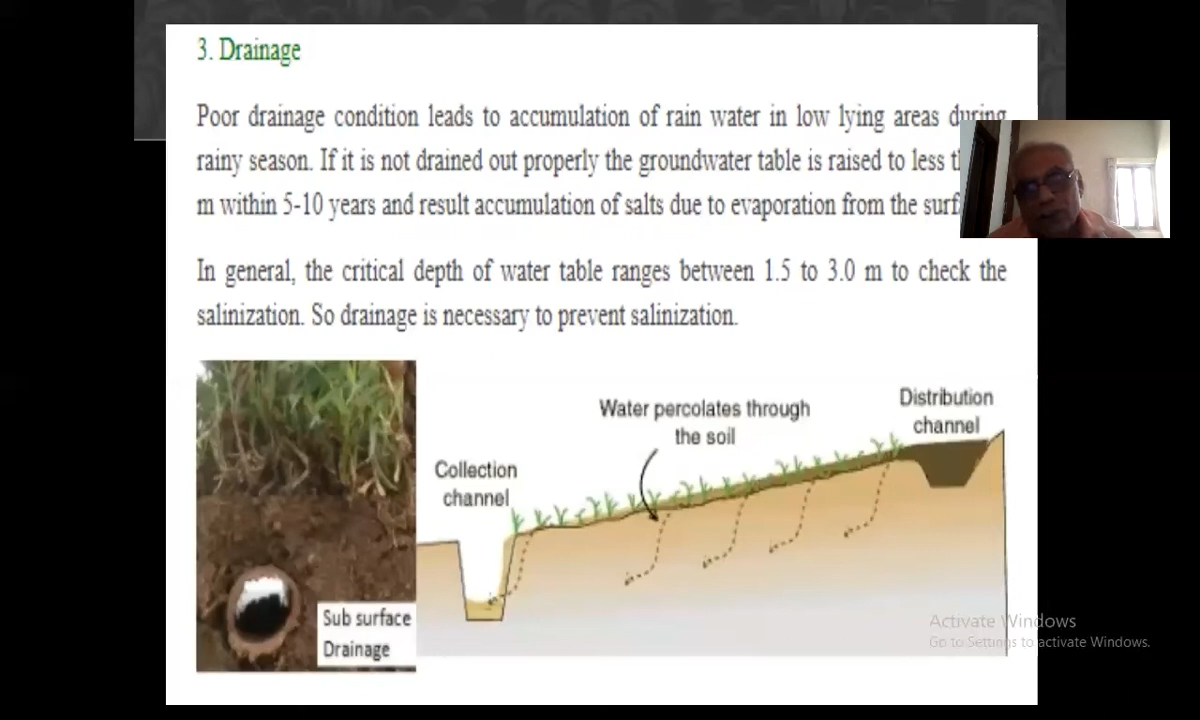 3. Drainage
Poor drainage condition leads to accumulation of rain water in low lying areas during
rainy season. If it is not drained out properly the groundwater table is raised to less
m within 5-10 years and result accumulation of salts due to evaporation from the
In general, the critical depth of water table ranges between 1.5 to 3.0 m to check the
salinization. So drainage is necessary to prevent salinization.
Water percolates through
the soil
Distribution
channel
Collection
channel
Sub surface
Drainage
Activate Windows
Go to Settings to activate Windows.